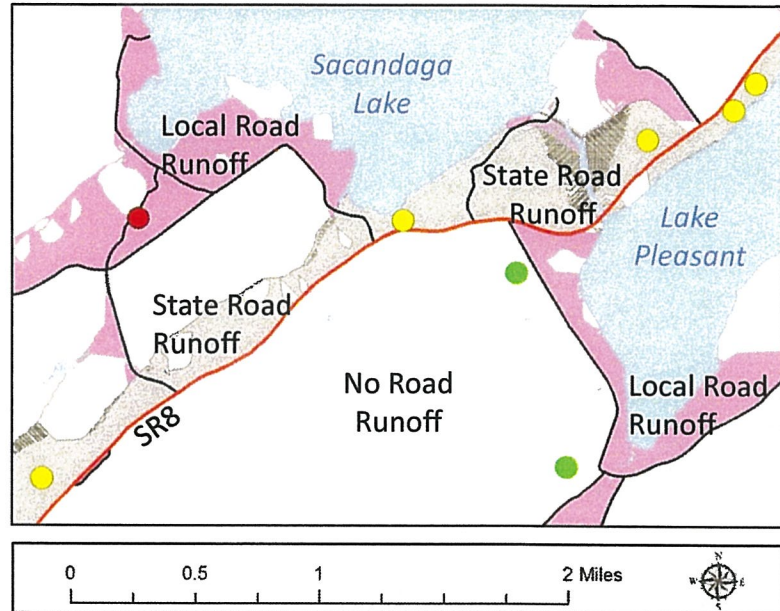 Sacandaga
Lake
Local Road
Runoff
State Road
Runoff
Lake
Pleasant
State Road
Runoff
No Road
Runoff
Local Road
Runoff
SR8
0 0.5 1 2 Miles
N
W E
S